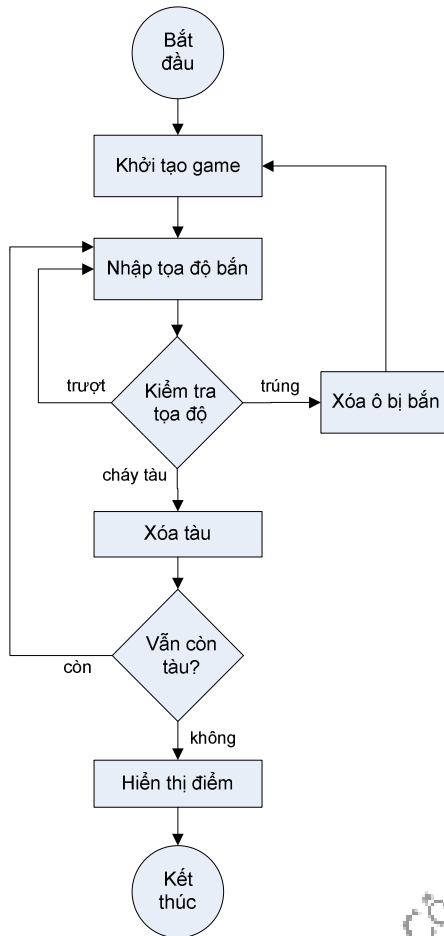 Bắt
đầu
Khởi tạo game
Nhập tọa độ bắn
trượt
Kiểm tra
tọa độ
trúng
Xóa ô bị bắn
cháy tàu
Xóa tàu
Vẫn còn
tàu?
còn
không
Hiển thị điểm
Kết
thúc